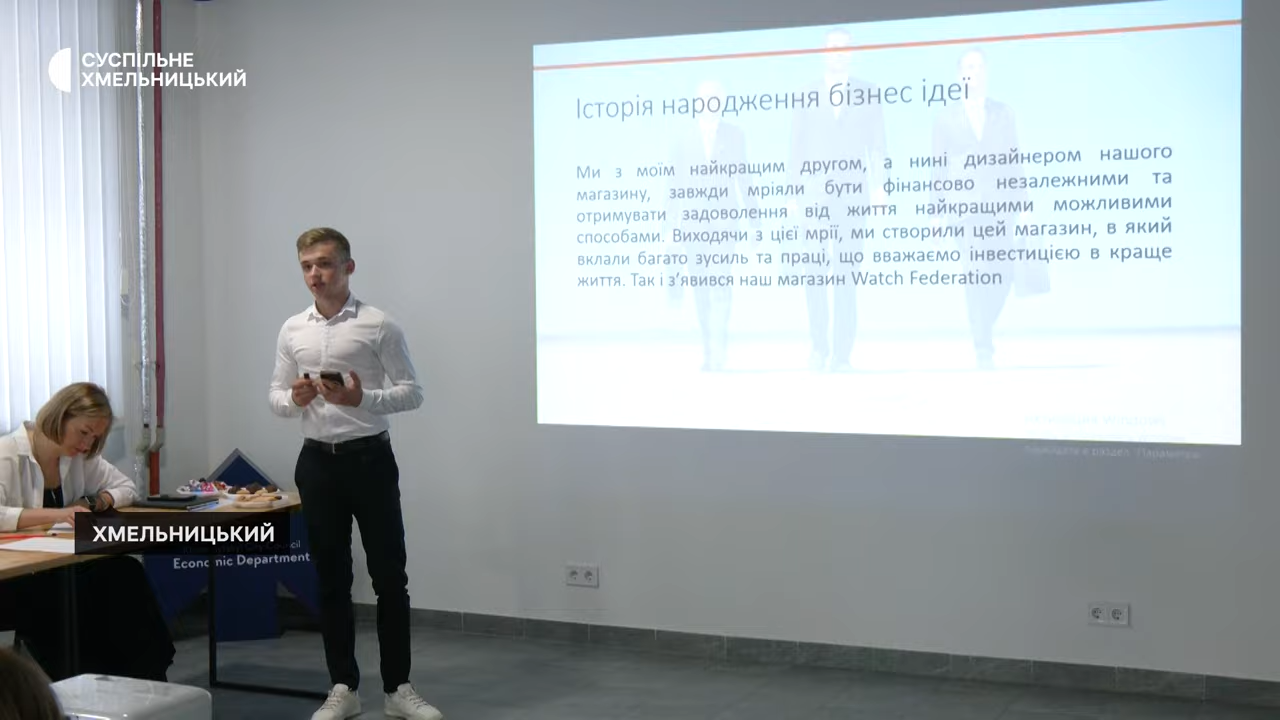 СУСПІЛЬНЕ
ХМЕЛЬНИЦЬКИЙ
Історія народження бізнес ідеї
Ми з моїм найкращим другом, а нині дизайнером нашого
магазину, завжди мріяли бути фінансово незалежними та
отримувати задоволення від життя найкращими можливими
способами. Виходячи з цієї мрії, ми створили цей магазин, в який
вклали багато зусиль та праці, що вважаємо інвестицією в краще
життя. Так і з’явився наш магазин Watch Federation
ХМЕЛЬНИЦЬКИЙ
Economic Department